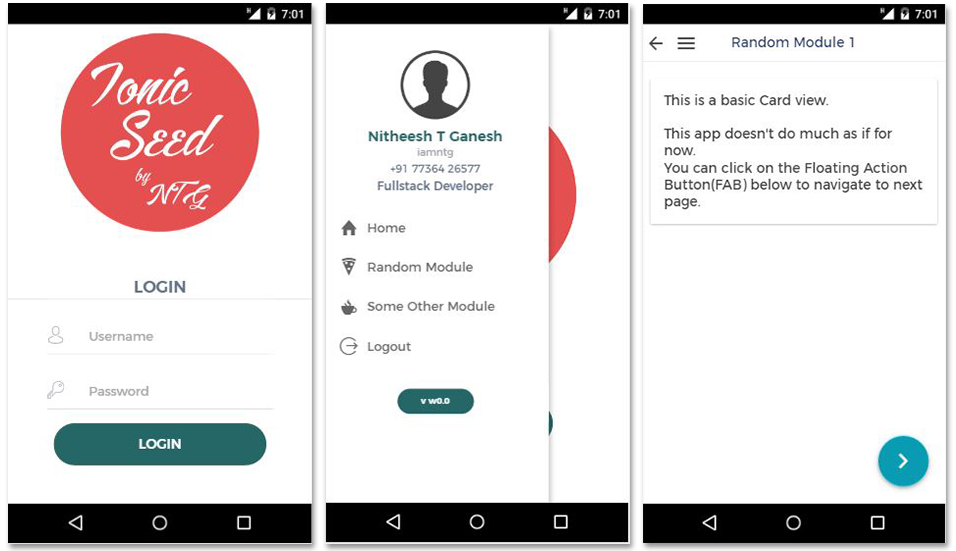 7:01
Ionic
Seed
by
NTG
LOGIN
Username
Password
LOGIN
7:01
Nitheesh T Ganesh
iamntg
+91 77364 26577
Fullstack Developer
Home
Random Module
Some Other Module
Logout
v w0.0
7:01
Random Module 1
This is a basic Card view.
This app doesn't do much as if for
now.
You can click on the Floating Action
Button(FAB) below to navigate to next
page.